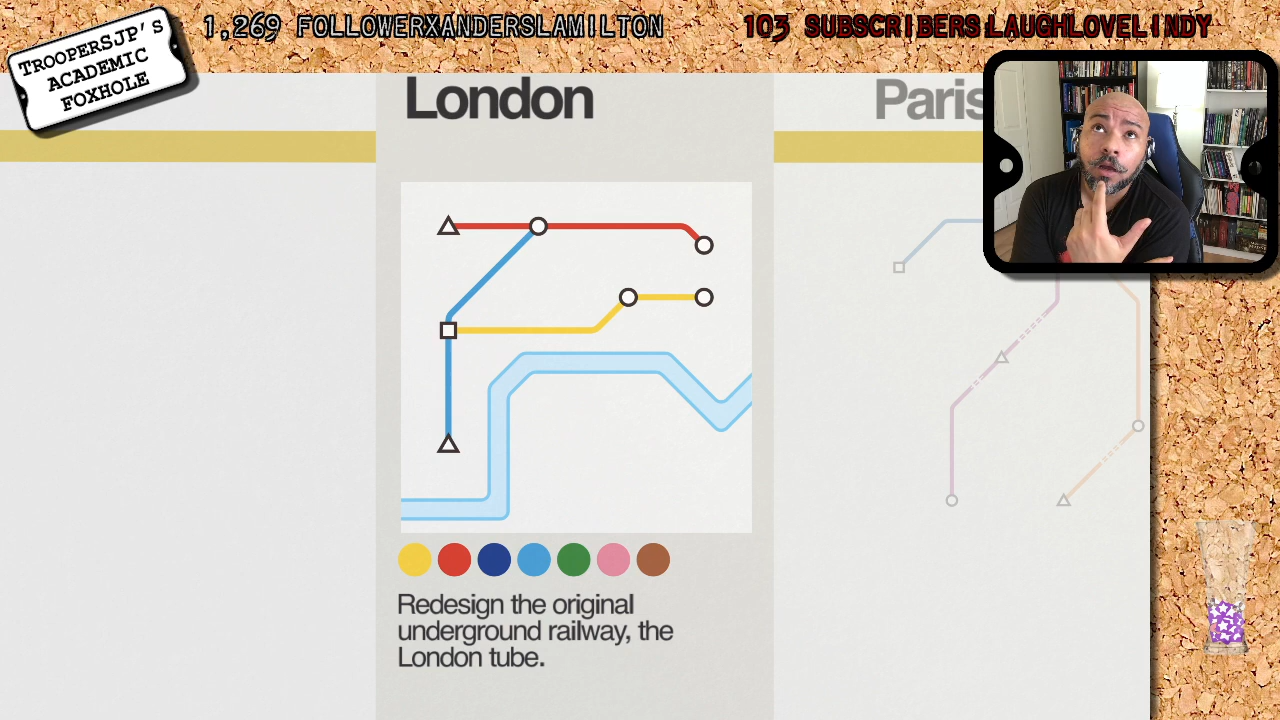 TROOPERSJP'S
ACADEMIC
FOXHOLE
1,269 FOLLOWERXANDERSLAMILTON
103 SUBSCRIBERS:LAUGHLOVELINDY
London
Paris
Redesign the original
underground railway, the
London tube.